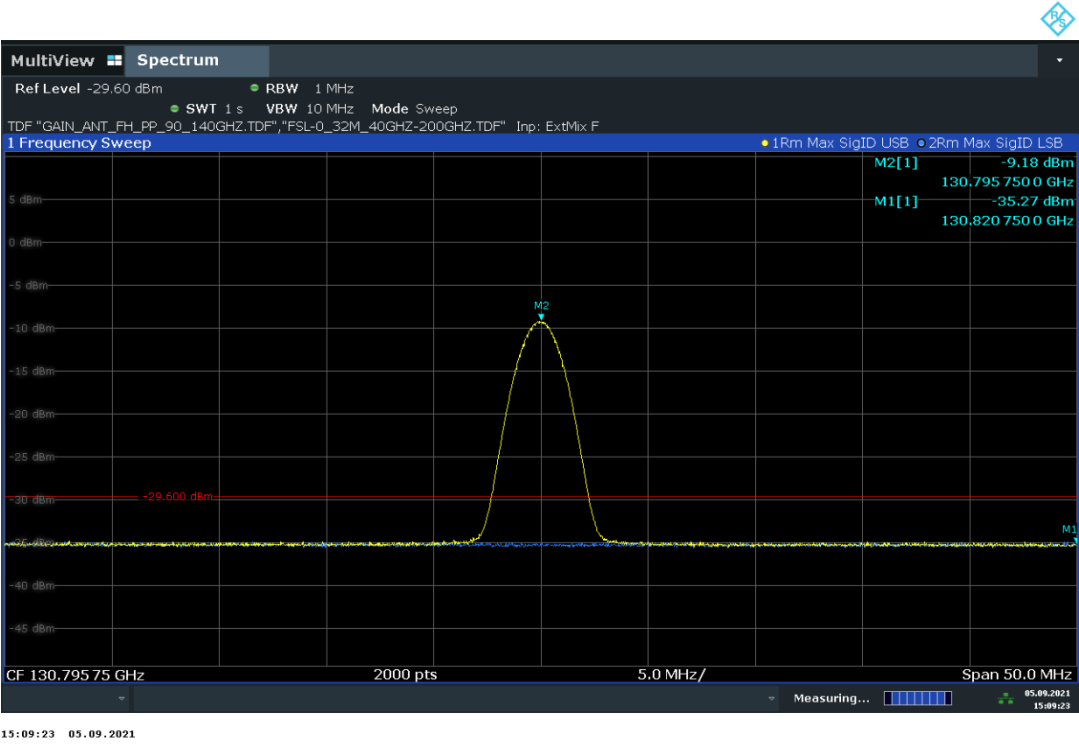 R&S
MultiView Spectrum
Ref Level -29.60 dBm RBW 1 MHz
SWT 1 s VBW 10 MHz Mode Sweep
TDF "GAIN_ANT_FH_PP_90_140GHZ.TDF","FSL-0_32M_40GHZ-200GHZ.TDF" Inp: ExtMix F
1 Frequency Sweep 1Rm Max SigID USB 2Rm Max SigID LSB
M2[1] -9.18 dBm
130.795 750 0 GHz
5 dBm M1[1] -35.27 dBm
130.820 750 0 GHz
0 dBm
-5 dBm
M2
-10 dBm
-15 dBm
-20 dBm
-25 dBm
-29.600 dBm
-30 dBm
M1
-35 dBm
-40 dBm
-45 dBm
CF 130.795 75 GHz 2000 pts 5.0 MHz/ Span 50.0 MHz
Measuring... 05.09.2021
15:09:23
15:09:23 05.09.2021